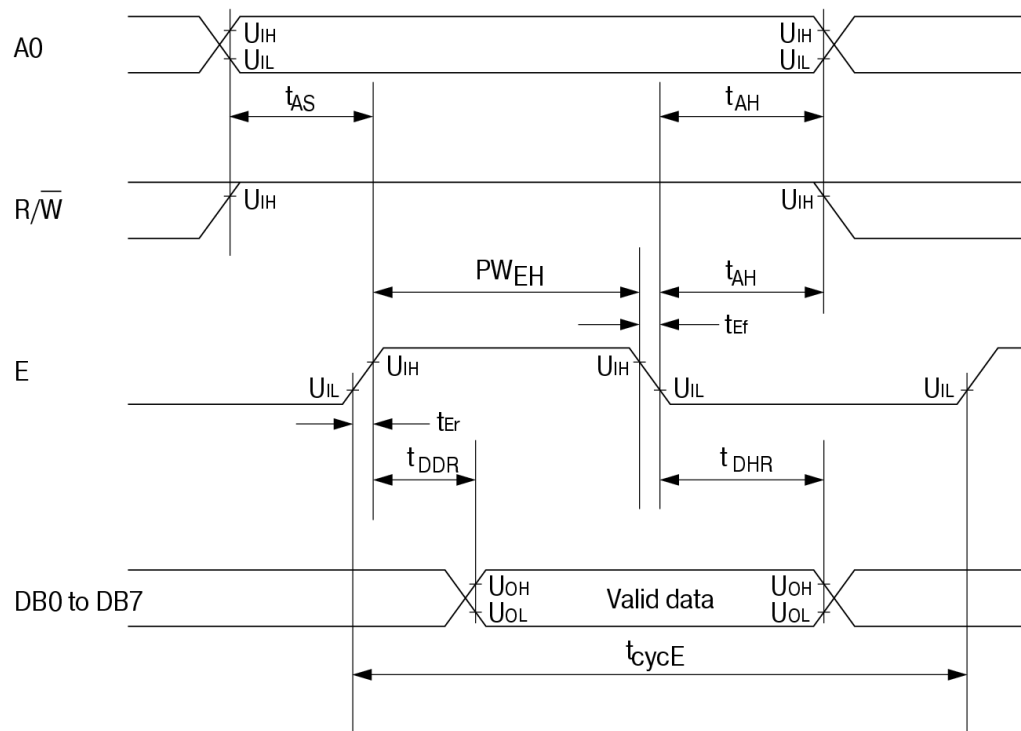 A0
UIH
UIL
UIH
UIL
tAS
tAH
R/W̅
UIH
UIH
PWEH
tAH
tEf
E
UIL
UIH
UIH
UIL
UIL
tEr
tDDR
tDHR
DB0 to DB7
UOH
UOL
Valid data
UOH
UOL
tcycE